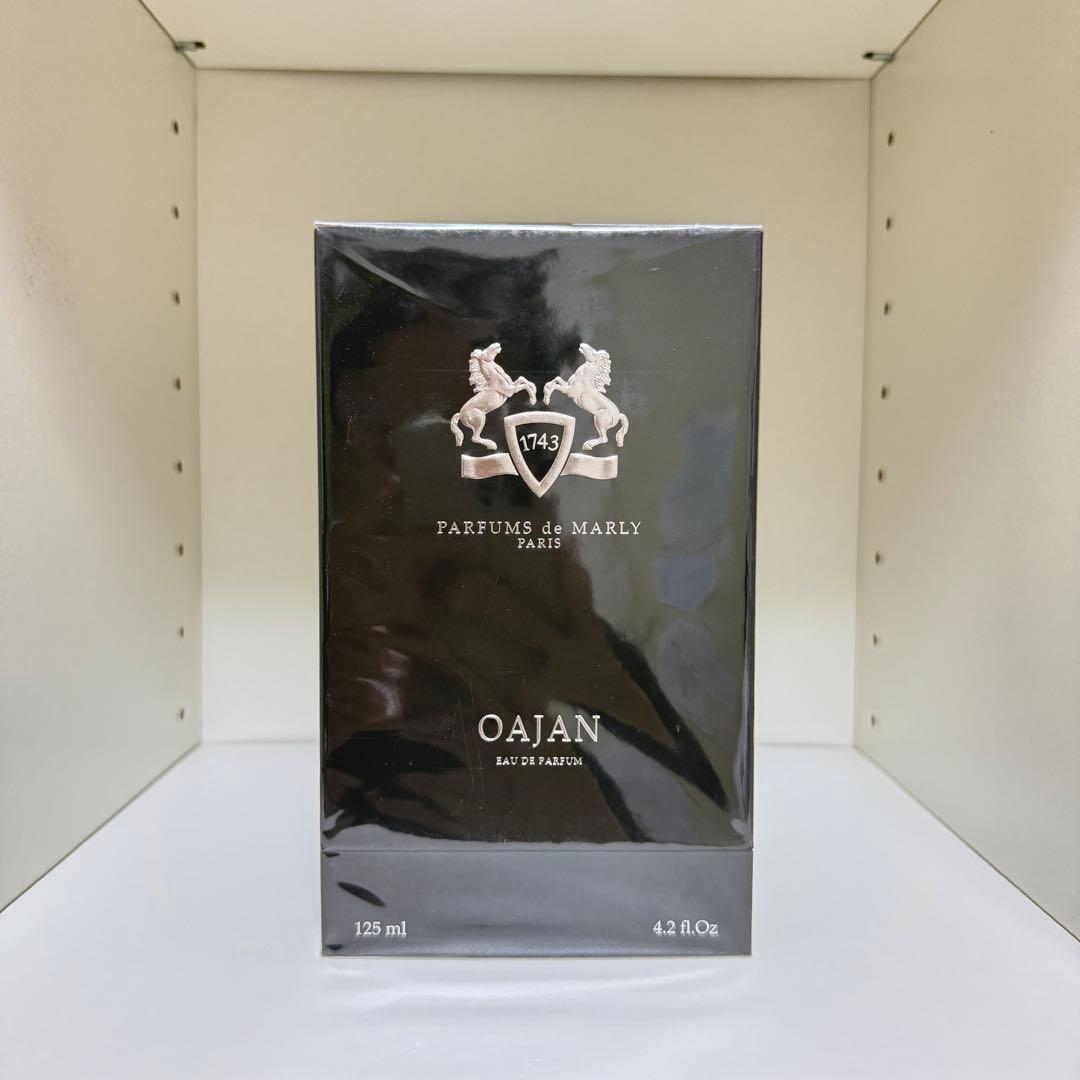 1743
PARFUMS de MARLY
PARIS
OAJAN
EAU DE PARFUM
125 ml
4.2 fl.Oz